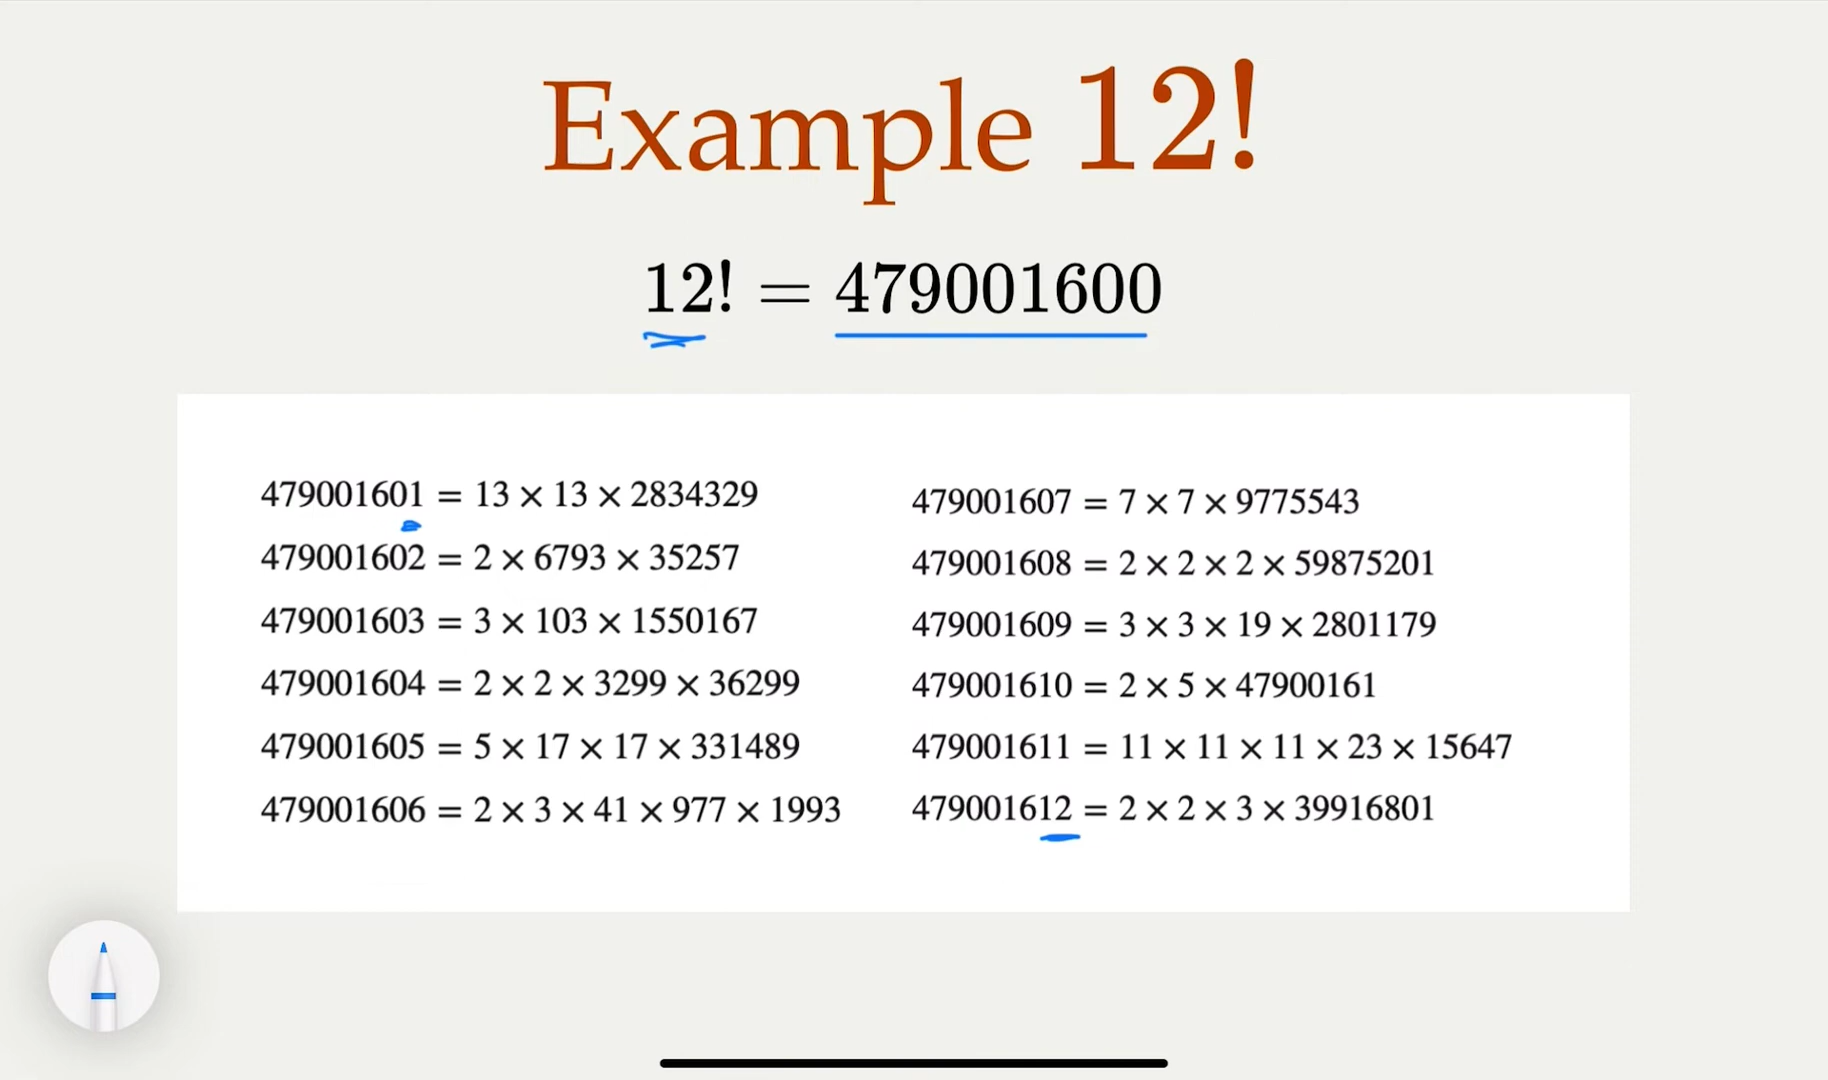 Example 12!
12! = 479001600
479001601 = 13 × 13 × 2834329
479001602 = 2 × 6793 × 35257
479001603 = 3 × 103 × 1550167
479001604 = 2 × 2 × 3299 × 36299
479001605 = 5 × 17 × 17 × 331489
479001606 = 2 × 3 × 41 × 977 × 1993
479001607 = 7 × 7 × 9775543
479001608 = 2 × 2 × 2 × 59875201
479001609 = 3 × 3 × 19 × 2801179
479001610 = 2 × 5 × 47900161
479001611 = 11 × 11 × 11 × 23 × 15647
479001612 = 2 × 2 × 3 × 39916801